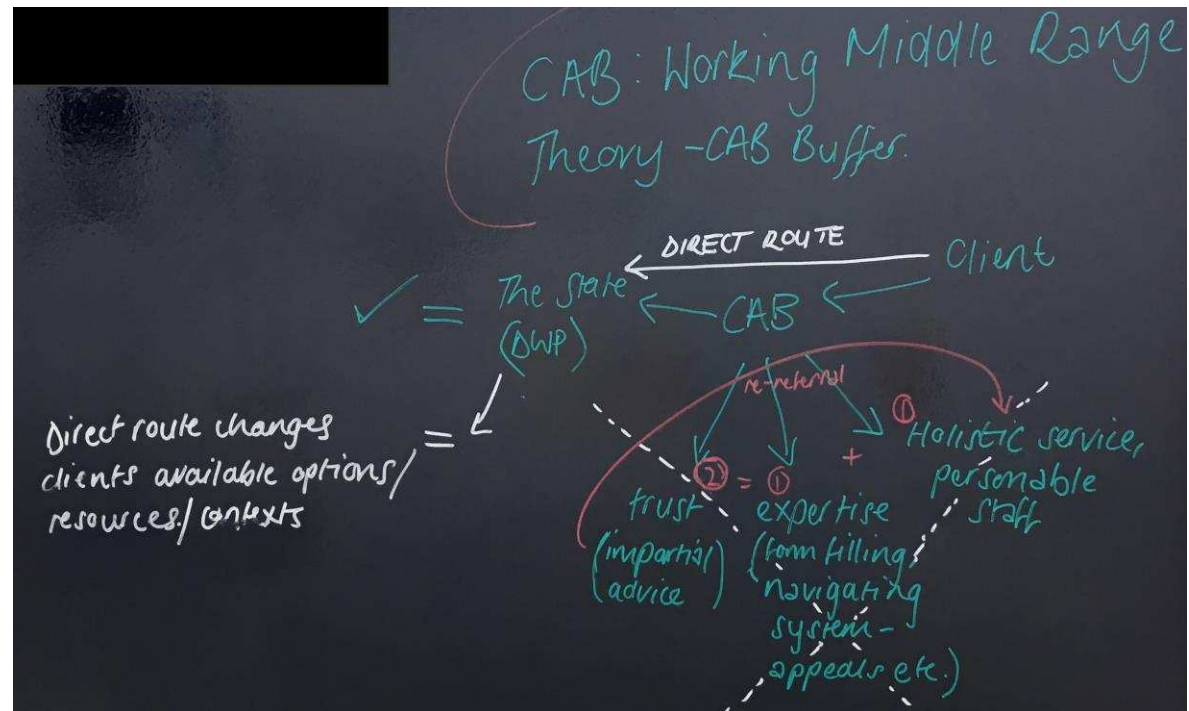 CAB: Working Middle Range
Theory - CAB Buffer.
DIRECT ROUTE
Client
✓ = The State
(DWP)
CAB
re-referral
Direct route changes
clients available options/
resources/contexts
=
① Holistic service,
personable
staff
+
② = ①
trust
(impartial
advice)
expertise
(form filling,
navigating
system -
appeals etc.)